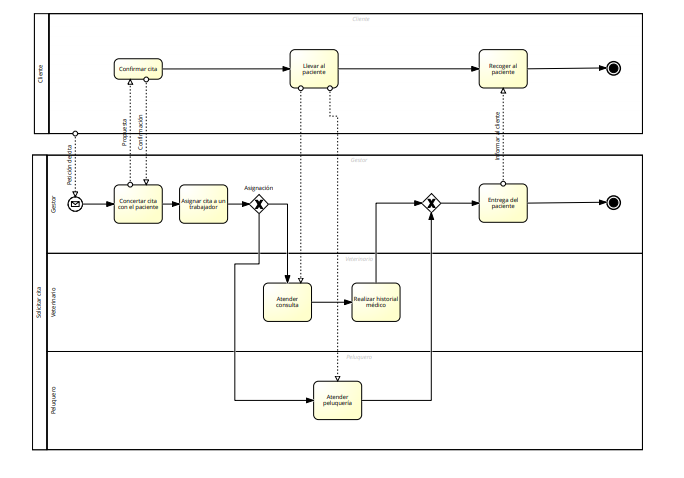 Cliente
Cliente
Confirmar cita
Llevar al
paciente
Recoger al
paciente
Propuesta
Confirmación
Informar al cliente
Petición de cita
Gestor
Solicitar cita
Gestor
Concertar cita
con el paciente
Asignar cita a un
trabajador
Asignación
Entrega del
paciente
Veterinario
Veterinario
Atender
consulta
Realizar historial
médico
Peluquero
Peluquero
Atender
peluquería